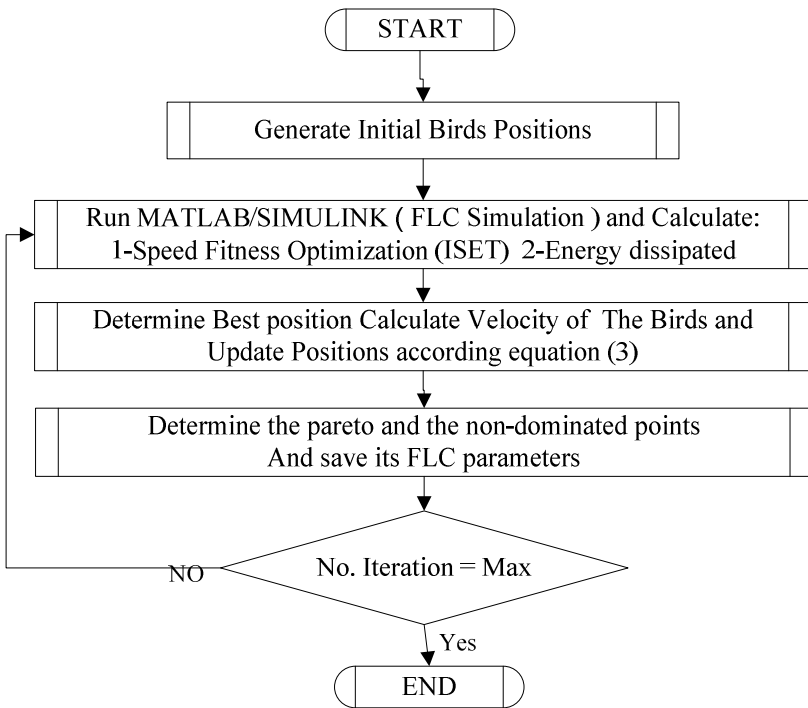 START
Generate Initial Birds Positions
Run MATLAB/SIMULINK ( FLC Simulation ) and Calculate:
1-Speed Fitness Optimization (ISET) 2-Energy dissipated
Determine Best position Calculate Velocity of The Birds and
Update Positions according equation (3)
Determine the pareto and the non-dominated points
And save its FLC parameters
No. Iteration = Max
NO
Yes
END